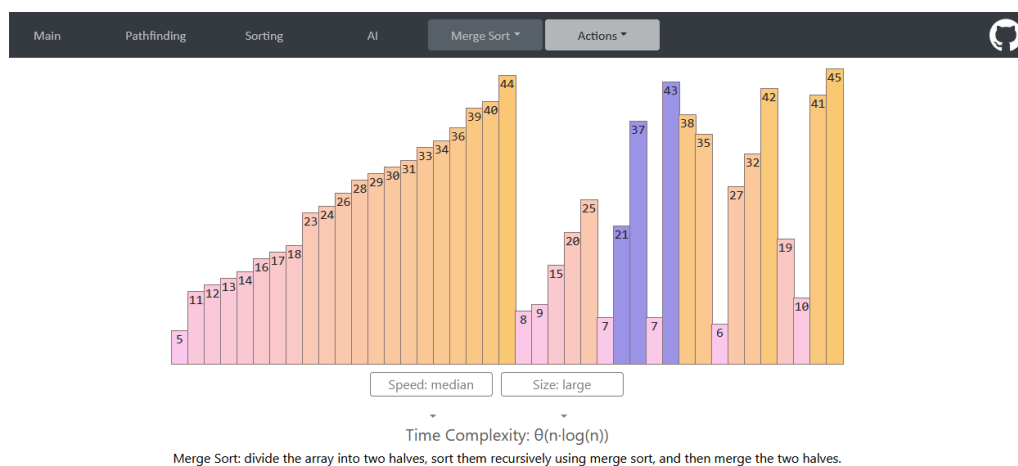 Main Pathfinding Sorting AI Merge Sort Actions
5 11 12 13 14 16 17 18 23 24 26 28 29 30 31 33 34 36 39 40 44 8 9 15 20 25 7 21 37 7 43 38 35 6 27 32 42 19 10 41 45
Speed: median Size: large
Time Complexity: θ(n·log(n))
Merge Sort: divide the array into two halves, sort them recursively using merge sort, and then merge the two halves.